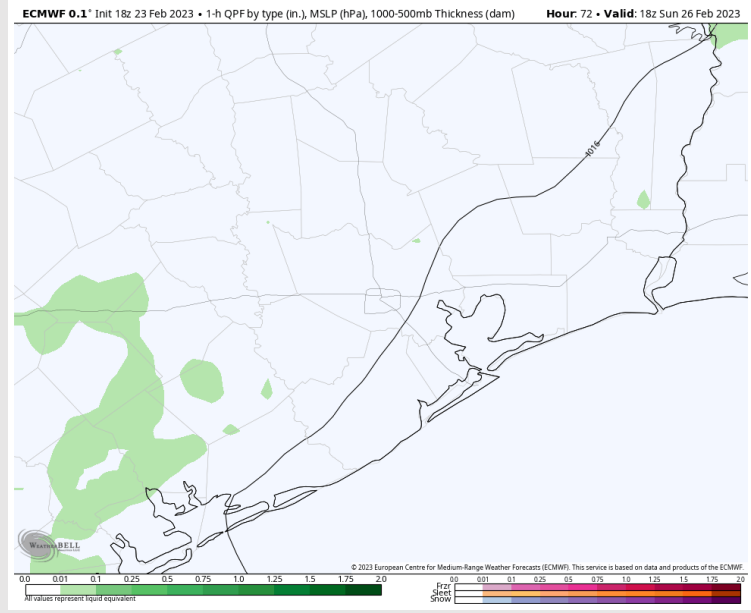 ECMWF 0.1° Init 18z 23 Feb 2023 • 1-h QPF by type (in.), MSLP (hPa), 1000-500mb Thickness (dam) Hour: 72 • Valid: 18z Sun 26 Feb 2023
1016
WeatherBELL
© 2023 European Centre for Medium-Range Weather Forecasts (ECMWF). This service is based on data and products of the ECMWF.
0.0 0.01 0.1 0.25 0.5 0.75 1.0 1.25 1.5 1.75 2.0
0.0 0.01 0.1 0.25 0.5 0.75 1.0 1.25 1.5 1.75 2.0
Frzr
Sleet
Snow
All values represent liquid equivalent